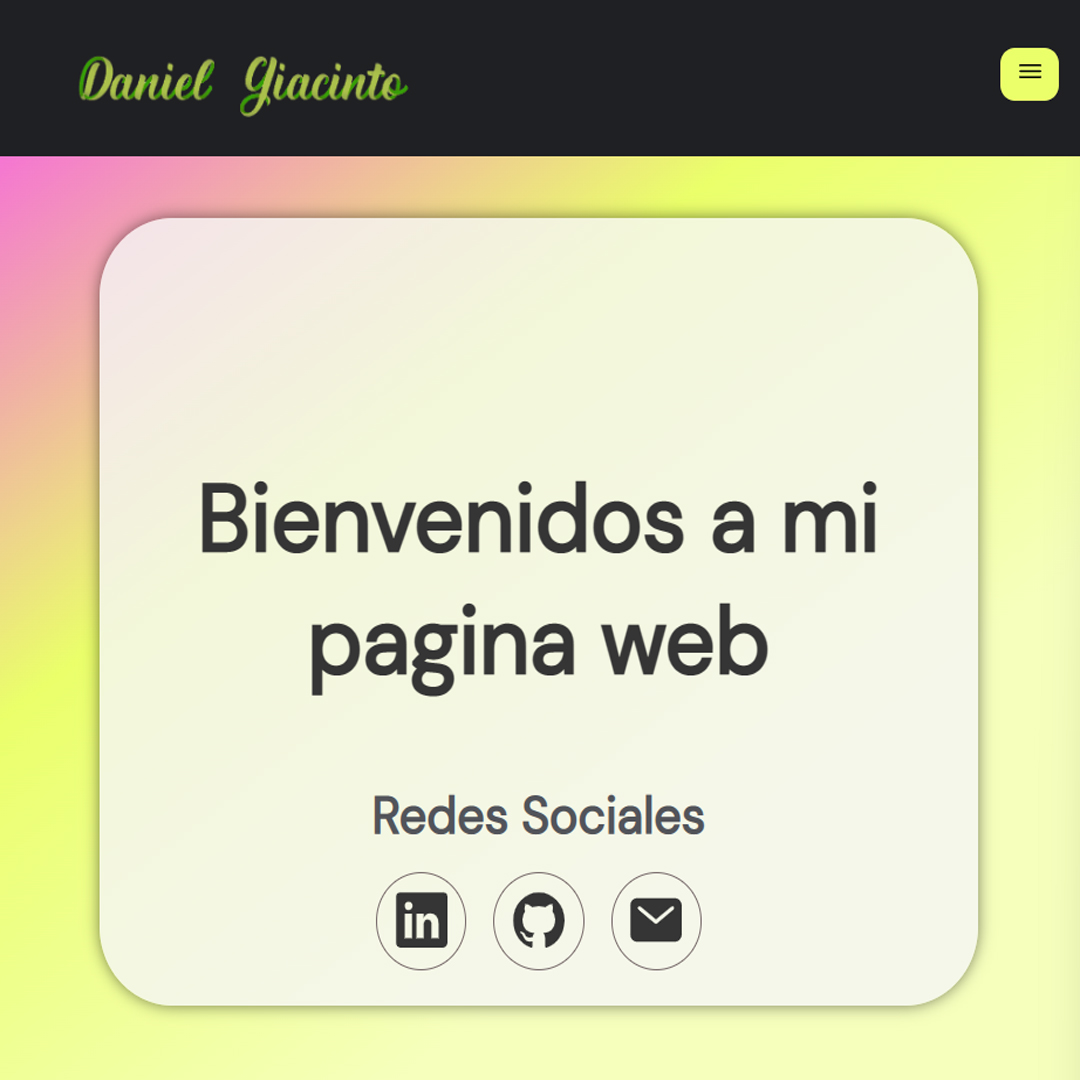 Daniel Giacinto
Bienvenidos a mi
pagina web
Redes Sociales
in